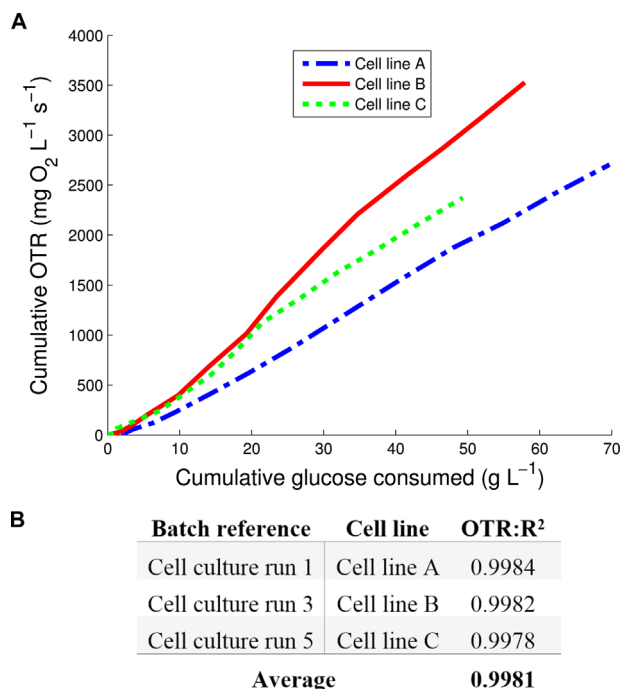 A
Cumulative OTR (mg O₂ L⁻¹ s⁻¹)
4000
3500
3000
2500
2000
1500
1000
500
0
Cell line A
Cell line B
Cell line C
0 10 20 30 40 50 60 70
Cumulative glucose consumed (g L⁻¹)
B
Batch reference Cell line OTR:R²
Cell culture run 1 Cell line A 0.9984
Cell culture run 3 Cell line B 0.9982
Cell culture run 5 Cell line C 0.9978
Average 0.9981